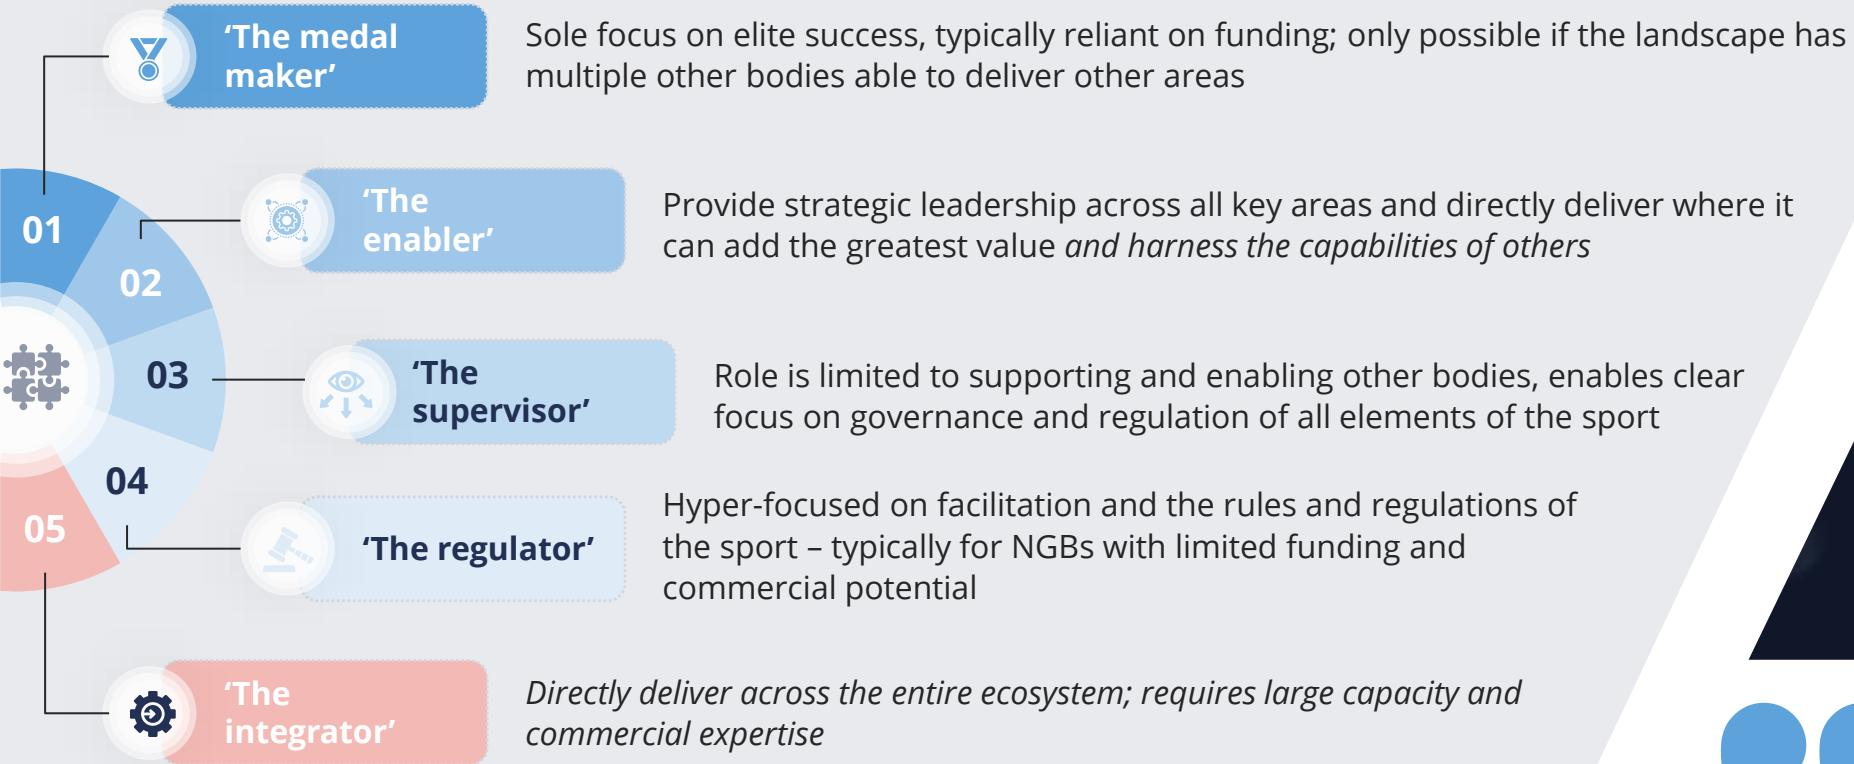 ‘The medal
maker’
Sole focus on elite success, typically reliant on funding; only possible if the landscape has
multiple other bodies able to deliver other areas
01
‘The
enabler’
Provide strategic leadership across all key areas and directly deliver where it
can add the greatest value and harness the capabilities of others
02
‘The
supervisor’
Role is limited to supporting and enabling other bodies, enables clear
focus on governance and regulation of all elements of the sport
03
04
‘The regulator’
Hyper-focused on facilitation and the rules and regulations of
the sport – typically for NGBs with limited funding and
commercial potential
05
‘The
integrator’
Directly deliver across the entire ecosystem; requires large capacity and
commercial expertise